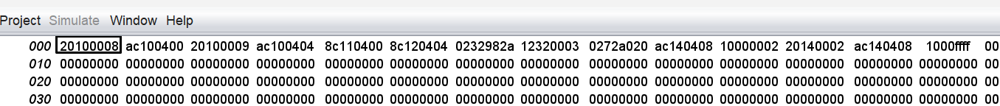 Project Simulate Window Help
000 20100008 ac100400 20100009 ac100404 8c110400 8c120404 0232982a 12320003 0272a020 ac140408 10000002 20140002 ac140408 1000ffff 00
010 00000000 00000000 00000000 00000000 00000000 00000000 00000000 00000000 00000000 00000000 00000000 00000000 00000000 00000000 00
020 00000000 00000000 00000000 00000000 00000000 00000000 00000000 00000000 00000000 00000000 00000000 00000000 00000000 00000000 00
030 00000000 00000000 00000000 00000000 00000000 00000000 00000000 00000000 00000000 00000000 00000000 00000000 00000000 00000000 00